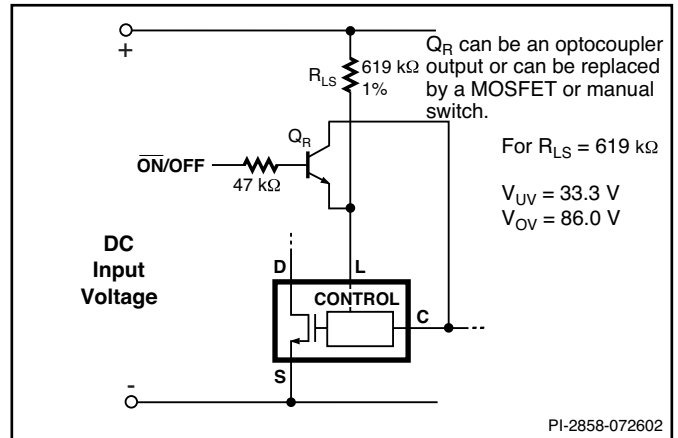 +
R_LS
619 kΩ
1%
Q_R can be an optocoupler
output or can be replaced
by a MOSFET or manual
switch.
Q_R
For R_LS = 619 kΩ
O̅N̅/OFF
47 kΩ
V_UV = 33.3 V
V_OV = 86.0 V
DC
Input
Voltage
D
L
CONTROL
C
S
-
PI-2858-072602